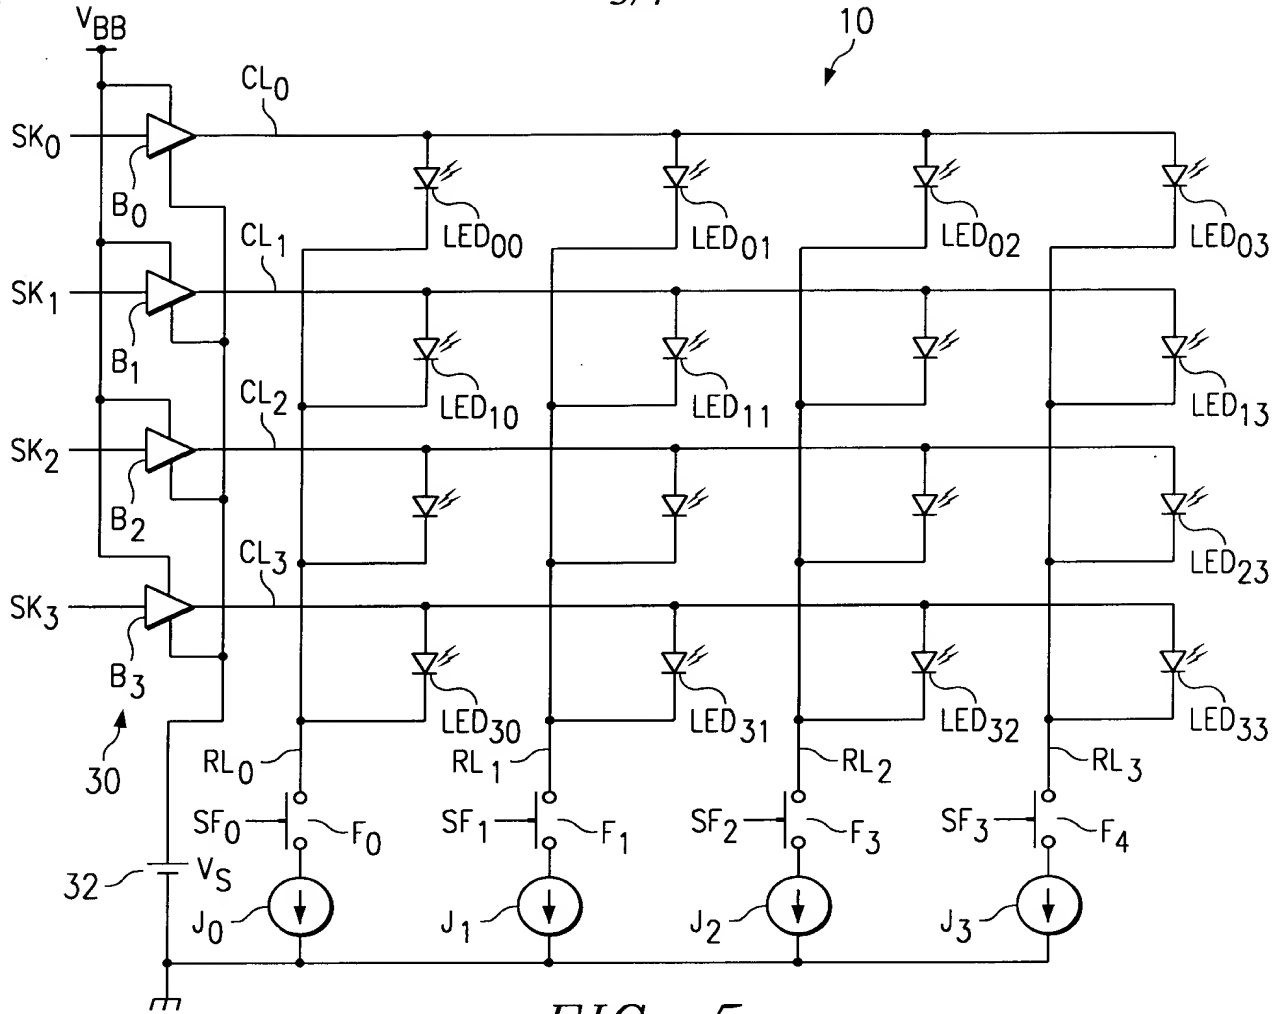 V_BB
10
CL_0
SK_0
B_0
LED_00
LED_01
LED_02
LED_03
CL_1
SK_1
B_1
LED_10
LED_11
LED_13
CL_2
SK_2
B_2
LED_23
CL_3
SK_3
B_3
LED_30
LED_31
LED_32
LED_33
30
RL_0
RL_1
RL_2
RL_3
SF_0
F_0
SF_1
F_1
SF_2
F_3
SF_3
F_4
32
V_S
J_0
J_1
J_2
J_3